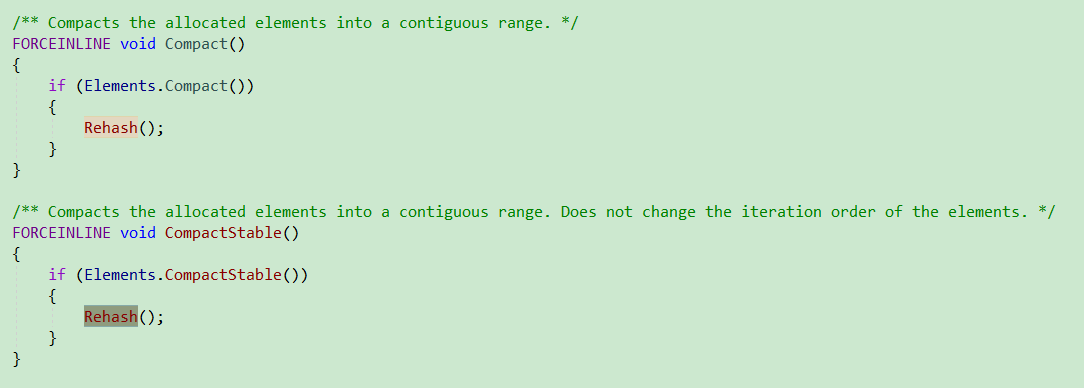 /** Compacts the allocated elements into a contiguous range. */
FORCEINLINE void Compact()
{
    if (Elements.Compact())
    {
        Rehash();
    }
}

/** Compacts the allocated elements into a contiguous range. Does not change the iteration order of the elements. */
FORCEINLINE void CompactStable()
{
    if (Elements.CompactStable())
    {
        Rehash();
    }
}